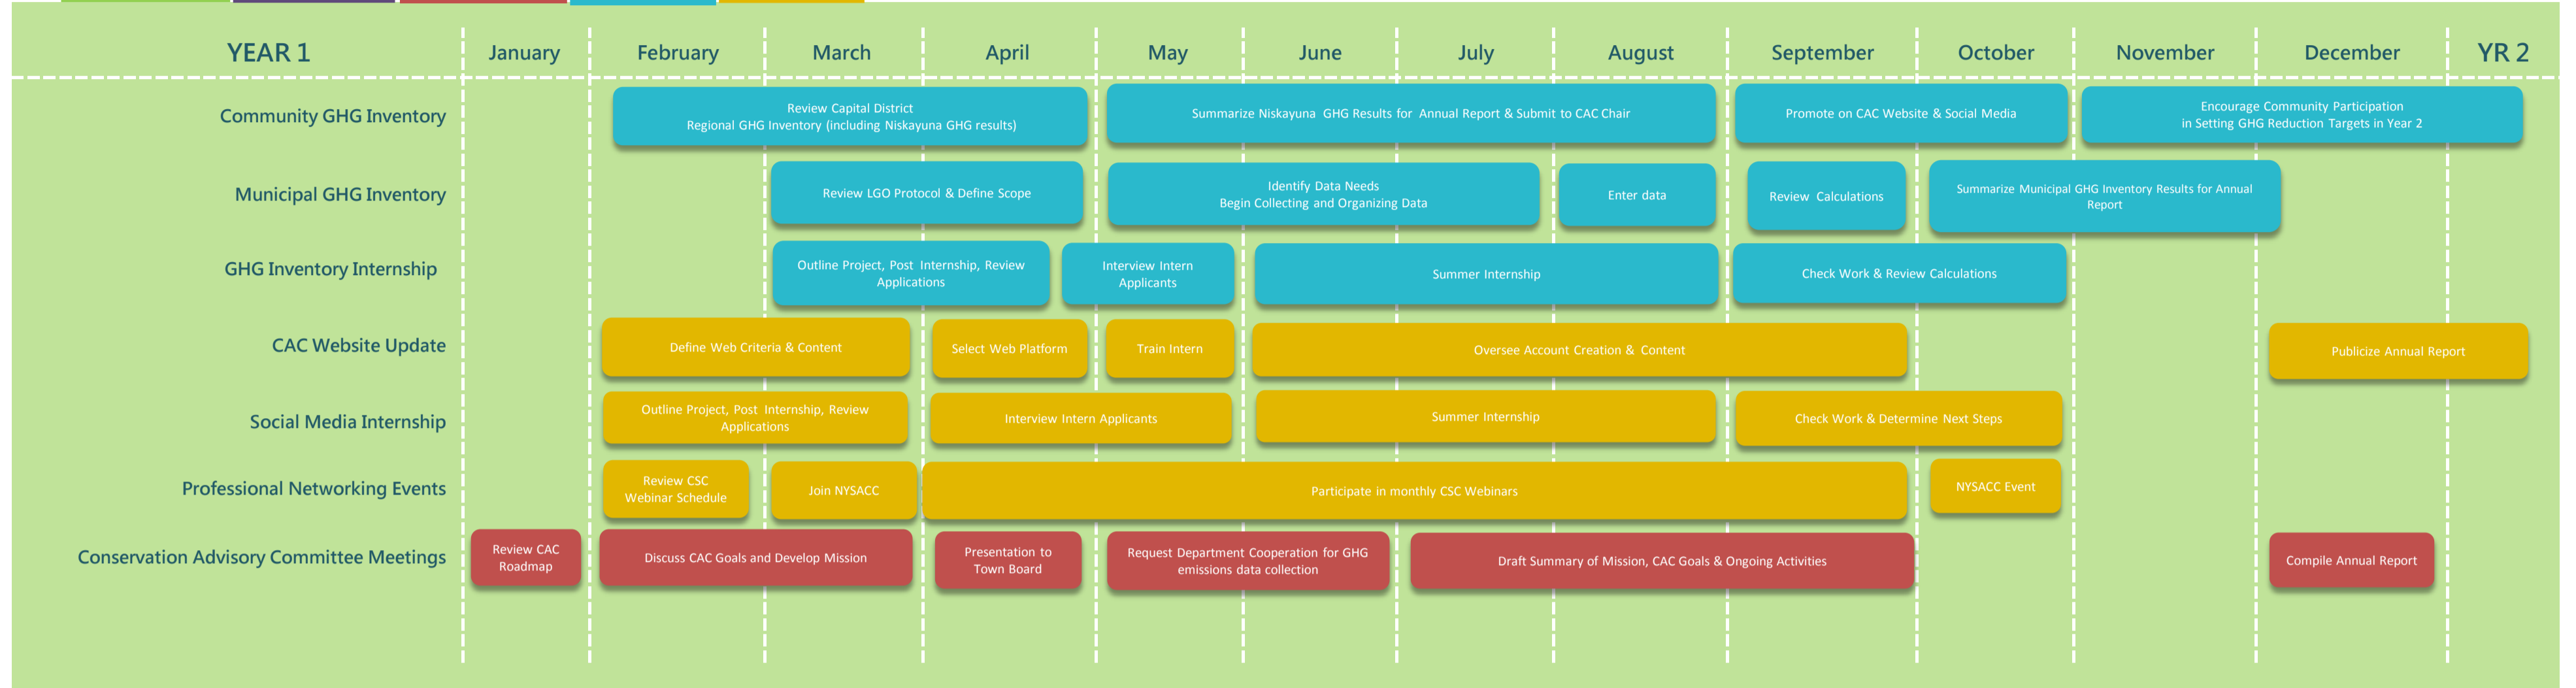 YEAR 1 January February March April May June July August September October November December YR 2
Community GHG Inventory
Review Capital District
Regional GHG Inventory (including Niskayuna GHG results)
Summarize Niskayuna GHG Results for Annual Report & Submit to CAC Chair
Promote on CAC Website & Social Media
Encourage Community Participation
in Setting GHG Reduction Targets in Year 2
Municipal GHG Inventory
Review LGO Protocol & Define Scope
Identify Data Needs
Begin Collecting and Organizing Data
Enter data
Review Calculations
Summarize Municipal GHG Inventory Results for Annual
Report
GHG Inventory Internship
Outline Project, Post Internship, Review
Applications
Interview Intern
Applicants
Summer Internship
Check Work & Review Calculations
CAC Website Update
Define Web Criteria & Content
Select Web Platform
Train Intern
Oversee Account Creation & Content
Publicize Annual Report
Social Media Internship
Outline Project, Post Internship, Review
Applications
Interview Intern Applicants
Summer Internship
Check Work & Determine Next Steps
Professional Networking Events
Review CSC
Webinar Schedule
Join NYSACC
Participate in monthly CSC Webinars
NYSACC Event
Conservation Advisory Committee Meetings
Review CAC
Roadmap
Discuss CAC Goals and Develop Mission
Presentation to
Town Board
Request Department Cooperation for GHG
emissions data collection
Draft Summary of Mission, CAC Goals & Ongoing Activities
Compile Annual Report